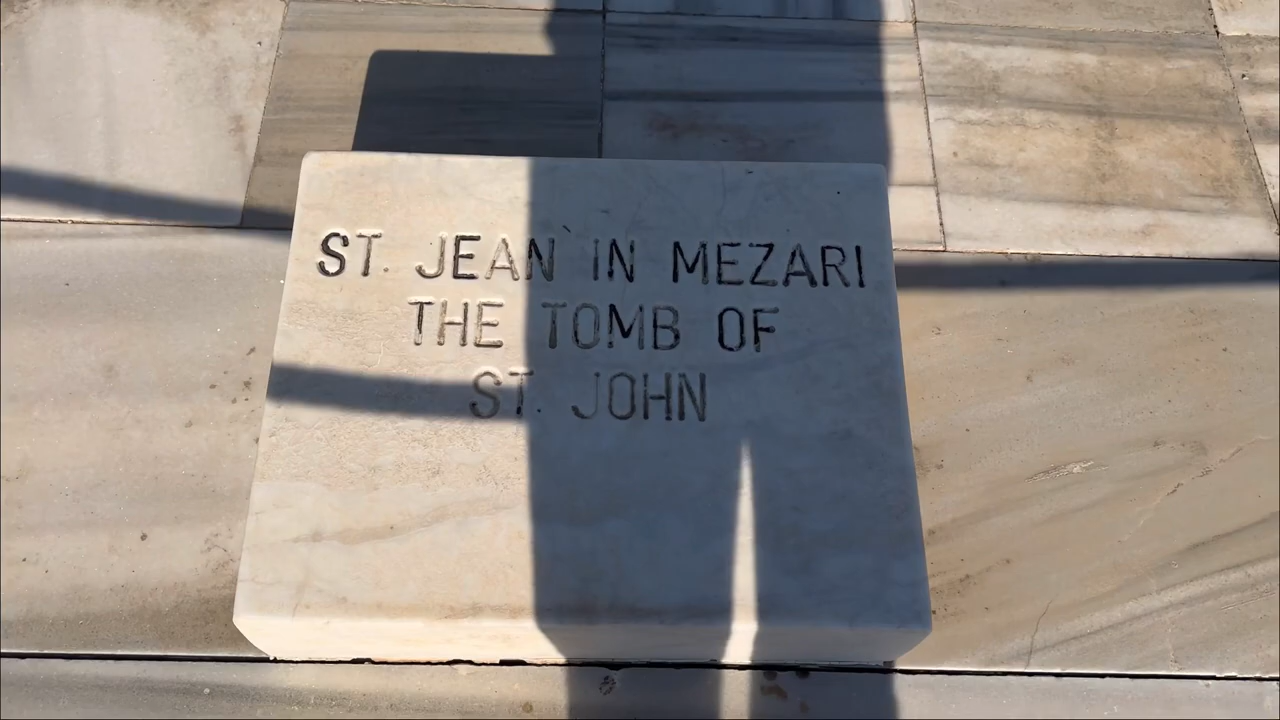 ST. JEAN IN MEZARI
THE TOMB OF
ST. JOHN